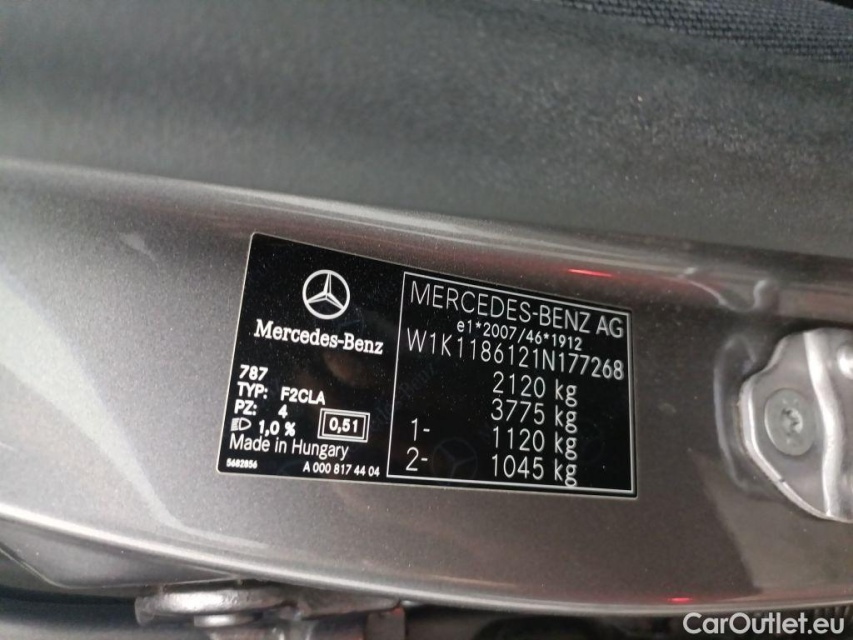 Mercedes-Benz
787
TYP: F2CLA
PZ: 4
1,0 %
0,51
Made in Hungary
5682856
A 000 817 44 04
MERCEDES-BENZ AG
e1*2007/46*1912
W1K1186121N177268
2120 kg
3775 kg
1- 1120 kg
2- 1045 kg
CarOutlet.eu